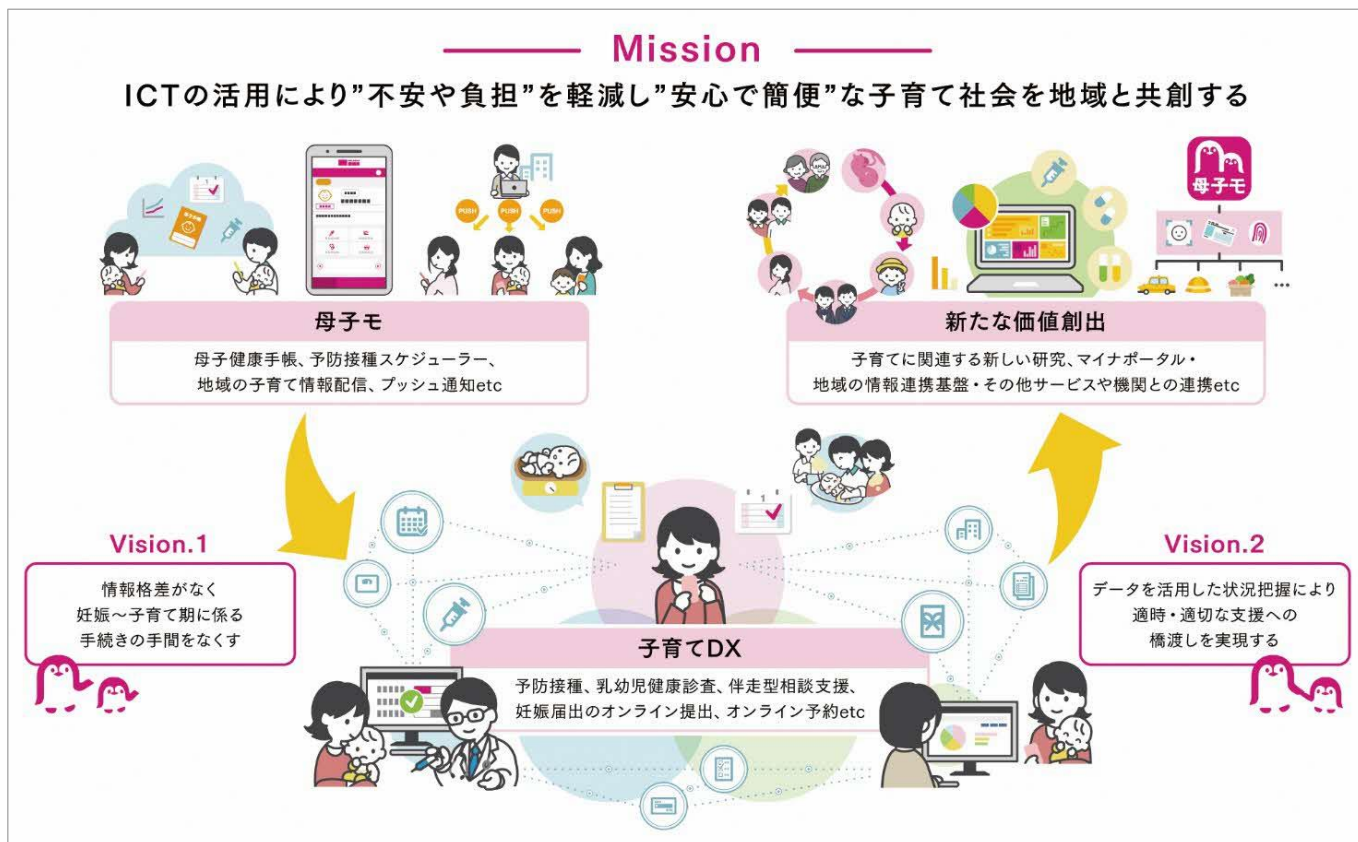 Mission
ICTの活用により”不安や負担”を軽減し”安心で簡便”な子育て社会を地域と共創する
PUSH
PUSH
PUSH
母子モ
母子健康手帳、予防接種スケジューラー、
地域の子育て情報配信、プッシュ通知etc
母子モ
…
新たな価値創出
子育てに関連する新しい研究、マイナポータル・
地域の情報連携基盤・その他サービスや機関との連携etc
1
Vision.1
情報格差がなく
妊娠〜子育て期に係る
手続きの手間をなくす
Vision.2
データを活用した状況把握により
適時・適切な支援への
橋渡しを実現する
子育てDX
予防接種、乳幼児健康診査、伴走型相談支援、
妊娠届出のオンライン提出、オンライン予約etc